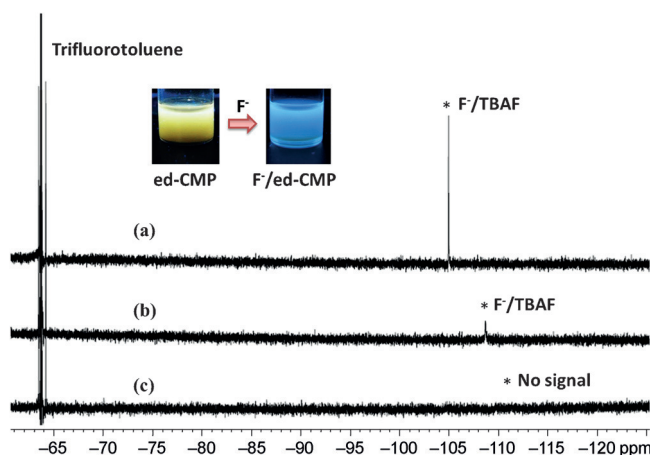 Trifluorotoluene
F⁻
* F⁻/TBAF
ed-CMP
F⁻/ed-CMP
(a)
(b)
* F⁻/TBAF
(c)
* No signal
−65 −70 −75 −80 −85 −90 −95 −100 −105 −110 −115 −120 ppm